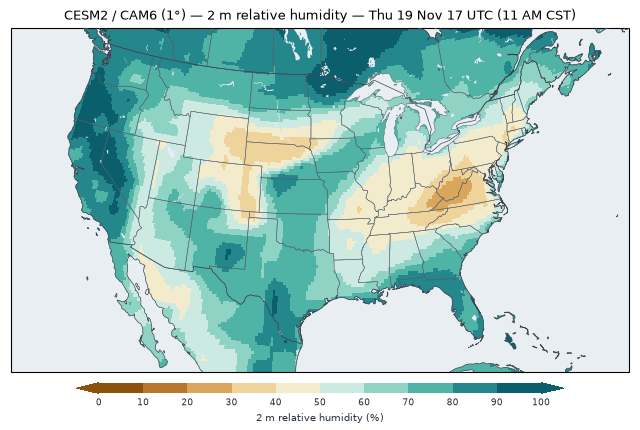 CESM2 / CAM6 (1°) — 2 m relative humidity — Thu 19 Nov 17 UTC (11 AM CST)
0 10 20 30 40 50 60 70 80 90 100
2 m relative humidity (%)